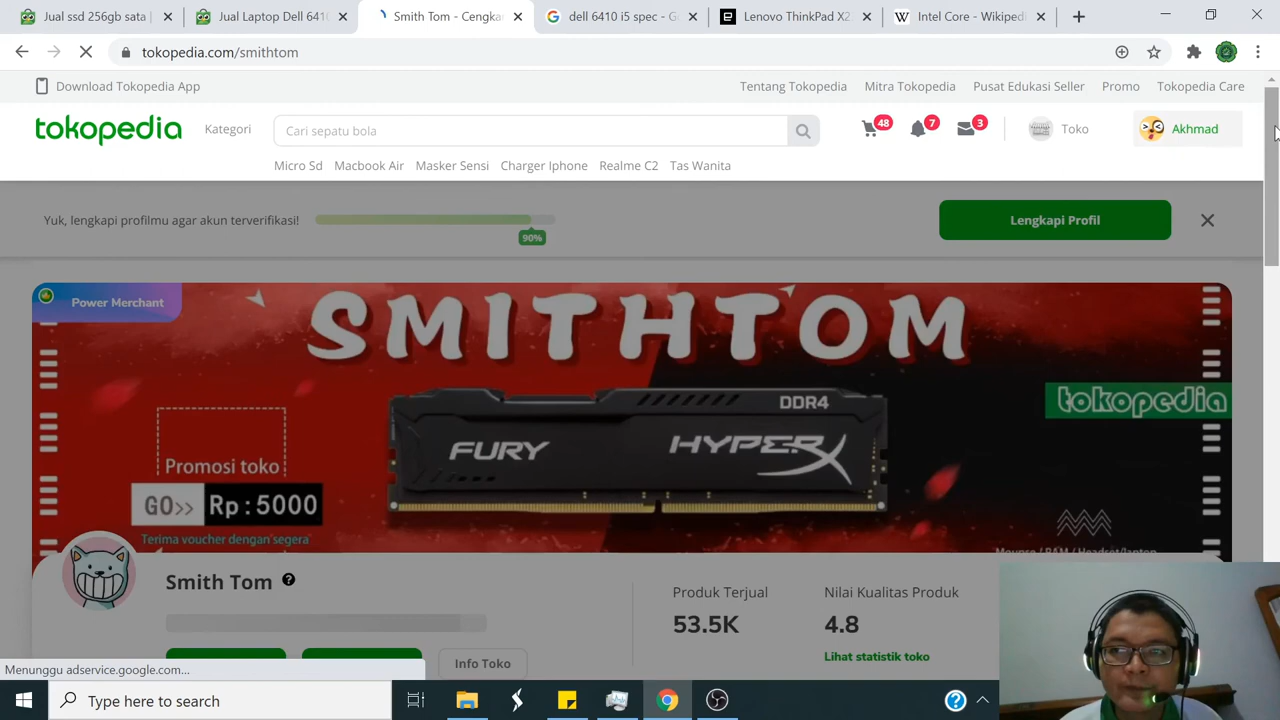 Jual ssd 256gb sata
Jual Laptop Dell 641
Smith Tom - Cengka
dell 6410 i5 spec - G
Lenovo ThinkPad X2
Intel Core - Wikiped
tokopedia.com/smithtom
Download Tokopedia App
Tentang Tokopedia
Mitra Tokopedia
Pusat Edukasi Seller
Promo
Tokopedia Care
tokopedia
Kategori
Cari sepatu bola
48
7
3
Toko
Akhmad
Micro Sd
Macbook Air
Masker Sensi
Charger Iphone
Realme C2
Tas Wanita
Yuk, lengkapi profilmu agar akun terverifikasi!
90%
Lengkapi Profil
Power Merchant
SMITHTOM
DDR4
FURY
HYPERX
tokopedia
Promosi toko
GO>> Rp:5000
Terima voucher dengan segera
Smith Tom
Produk Terjual
53.5K
Nilai Kualitas Produk
4.8
Lihat statistik toko
Info Toko
Menunggu adservice.google.com...
Type here to search